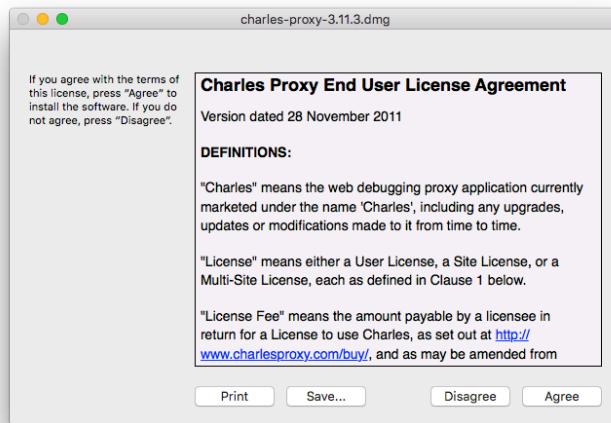 charles-proxy-3.11.3.dmg
If you agree with the terms of
this license, press “Agree” to
install the software. If you do
not agree, press “Disagree”.
Charles Proxy End User License Agreement
Version dated 28 November 2011
DEFINITIONS:
"Charles" means the web debugging proxy application currently
marketed under the name 'Charles', including any upgrades,
updates or modifications made to it from time to time.
"License" means either a User License, a Site License, or a
Multi-Site License, each as defined in Clause 1 below.
"License Fee" means the amount payable by a licensee in
return for a License to use Charles, as set out at http://
www.charlesproxy.com/buy/, and as may be amended from
Print Save... Disagree Agree